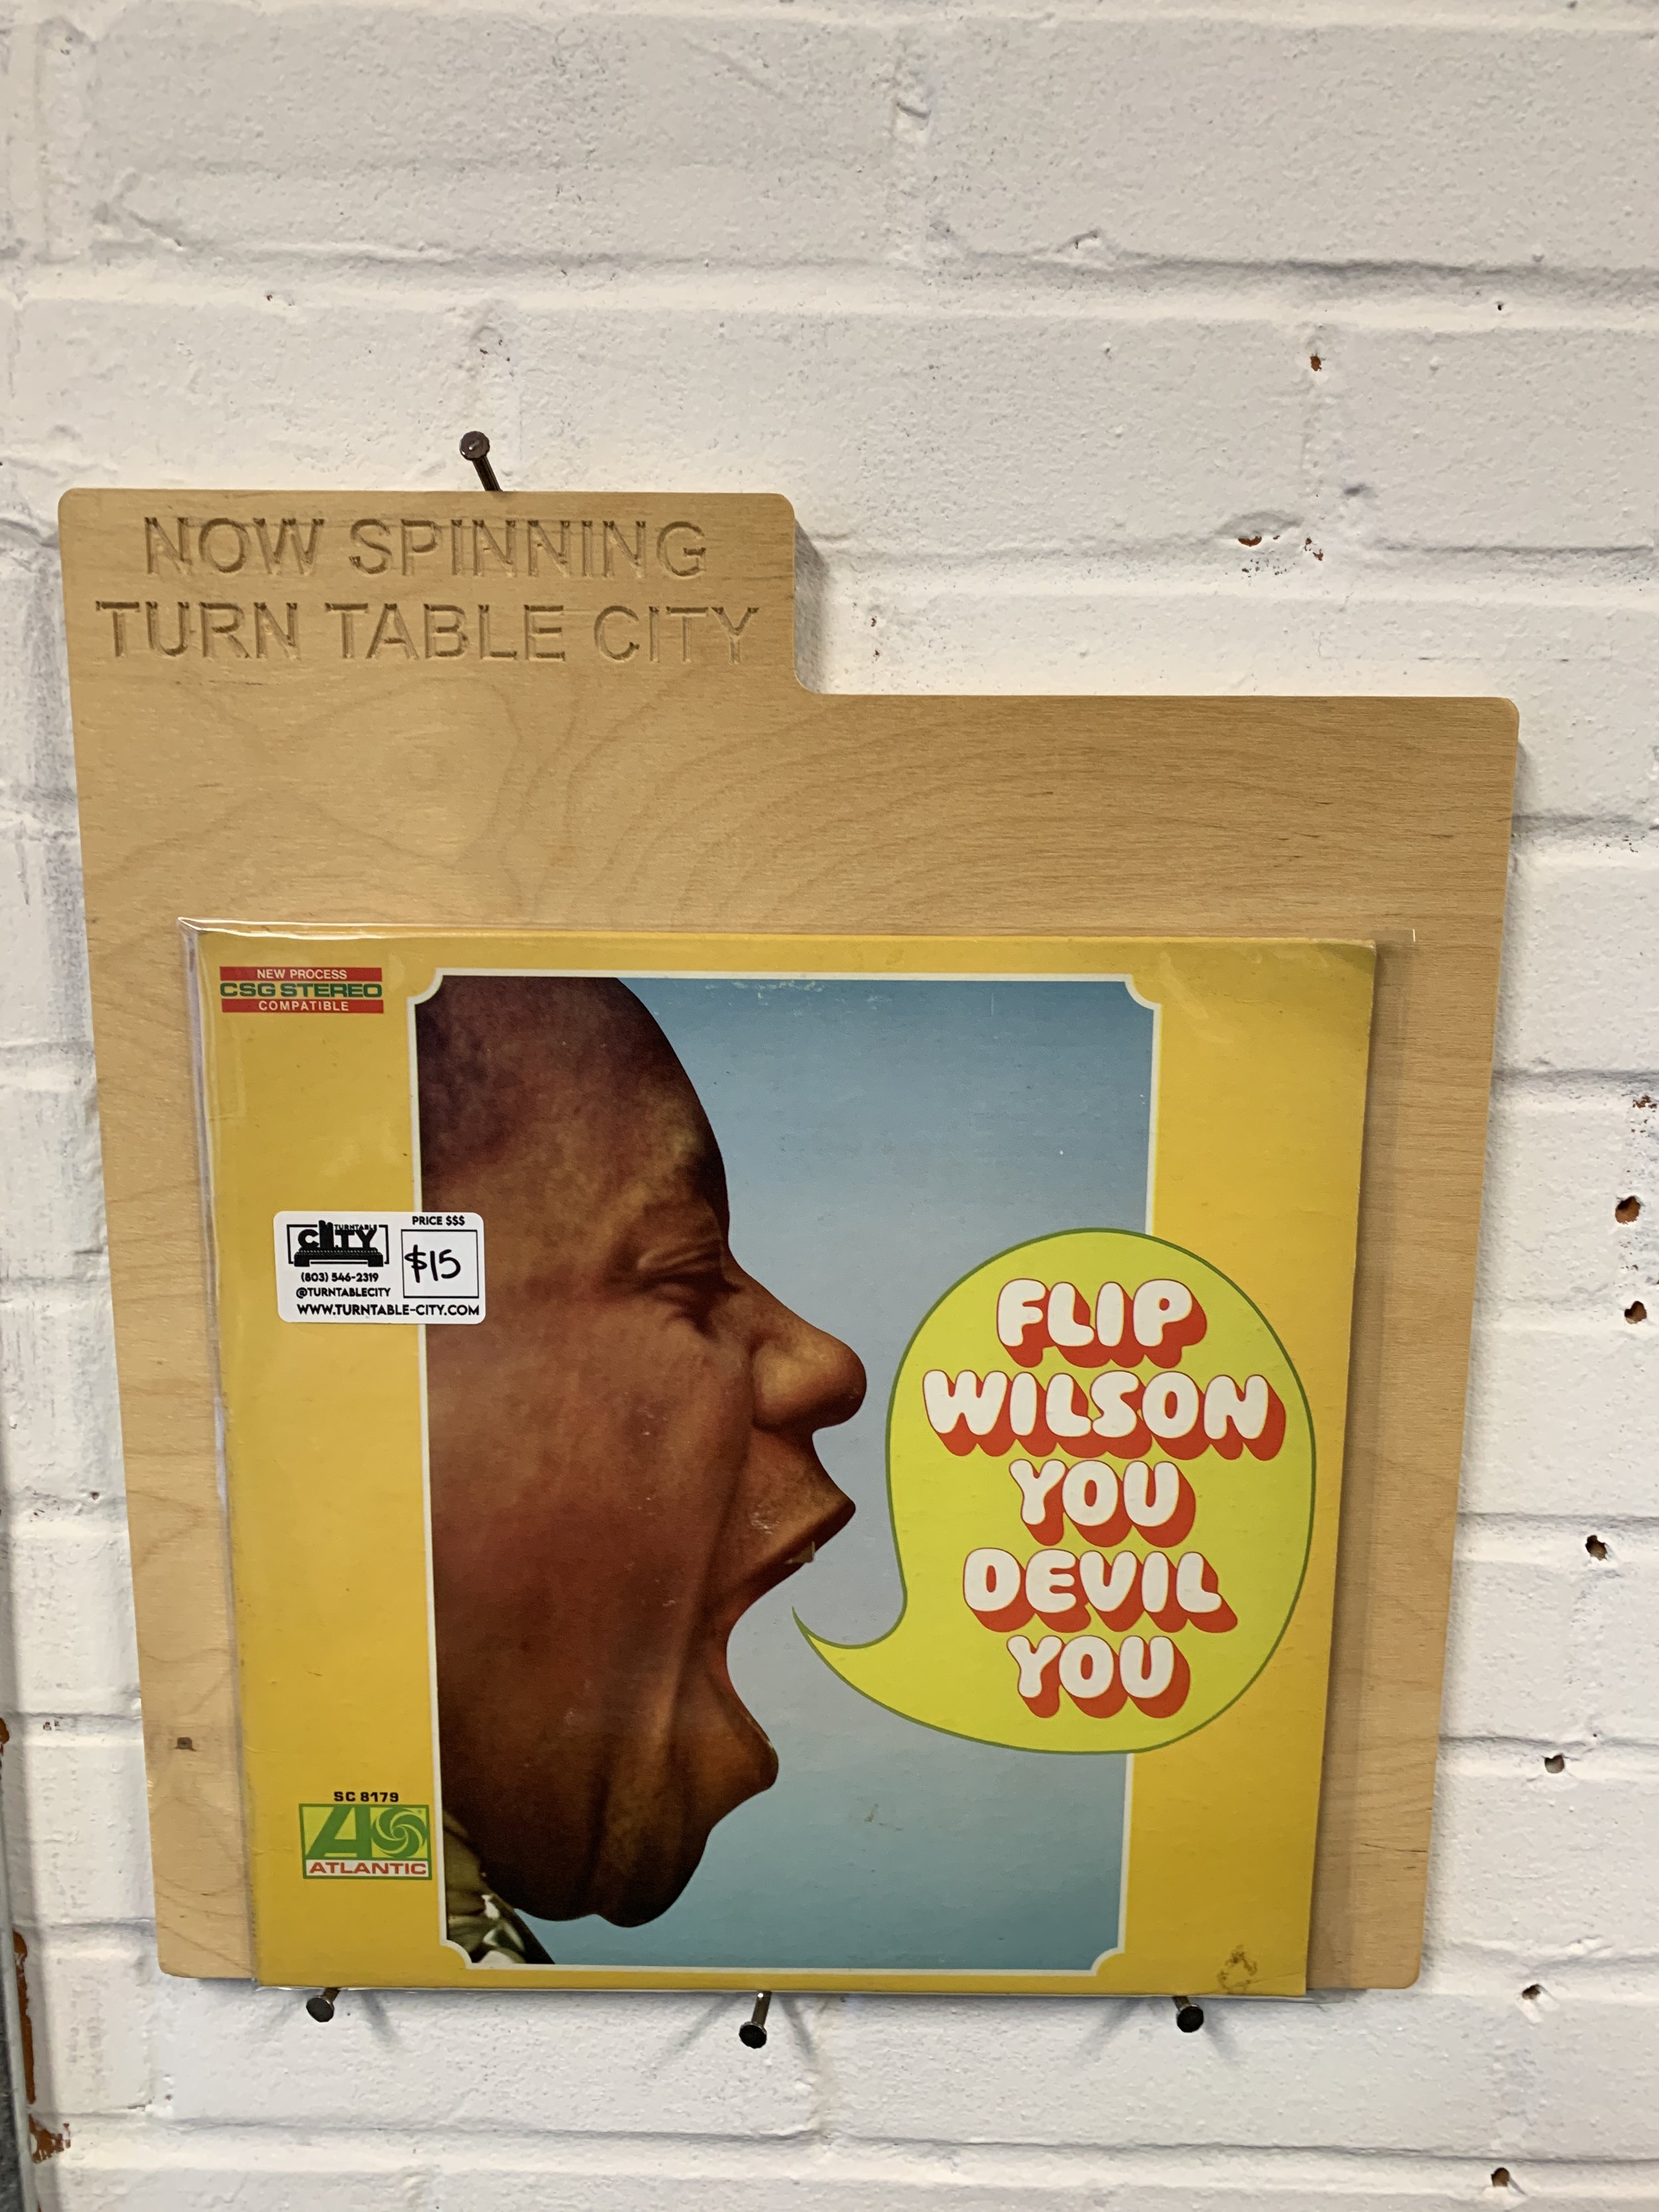 NOW SPINNING
TURN TABLE CITY
NEW PROCESS
CSG STEREO
COMPATIBLE
TURNTABLE
CITY
PRICE $$$
$15
(803) 546-2319
@TURNTABLECITY
WWW.TURNTABLE-CITY.COM
FLIP
WILSON
YOU
DEVIL
YOU
SC 8179
ATLANTIC